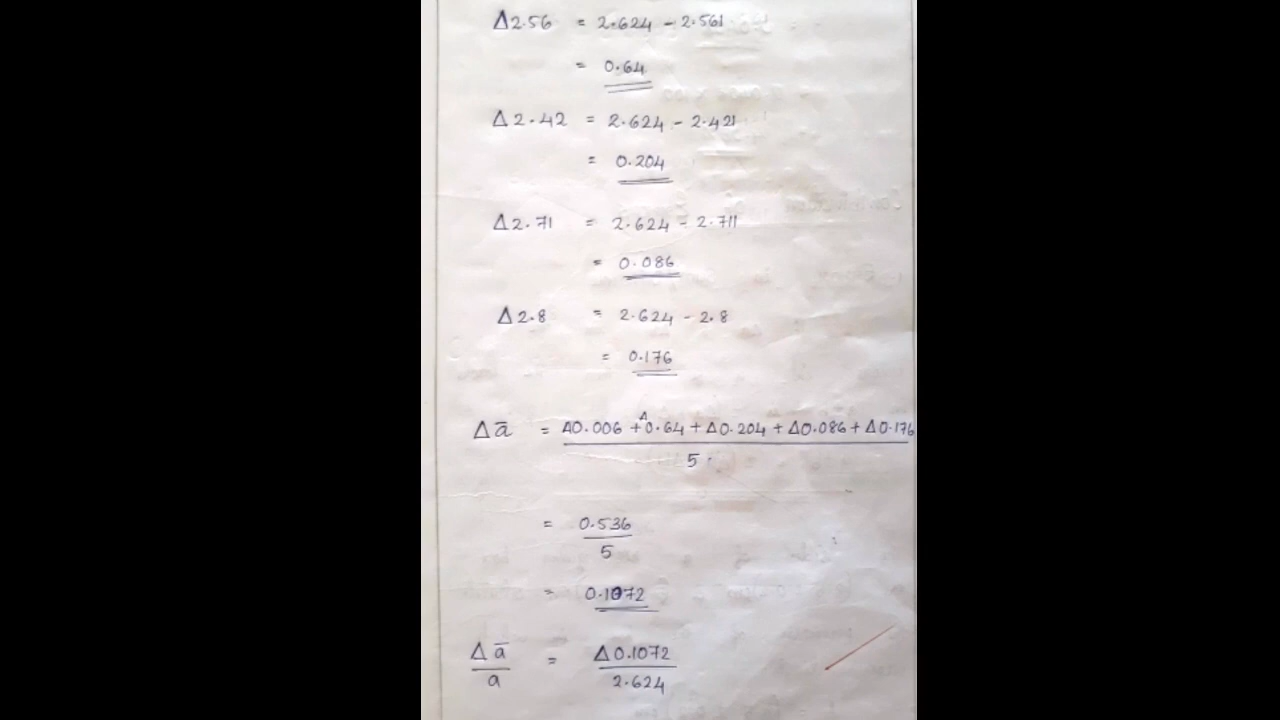 Δ2.56 = 2.624 - 2.561
= 0.64
Δ2.42 = 2.624 - 2.421
= 0.204
Δ2.71 = 2.624 - 2.711
= 0.086
Δ2.8 = 2.624 - 2.8
= 0.176
Δā = Δ0.006 + Δ0.64 + Δ0.204 + Δ0.086 + Δ0.176
5
= 0.536
5
= 0.1072
Δā = Δ0.1072
a 2.624